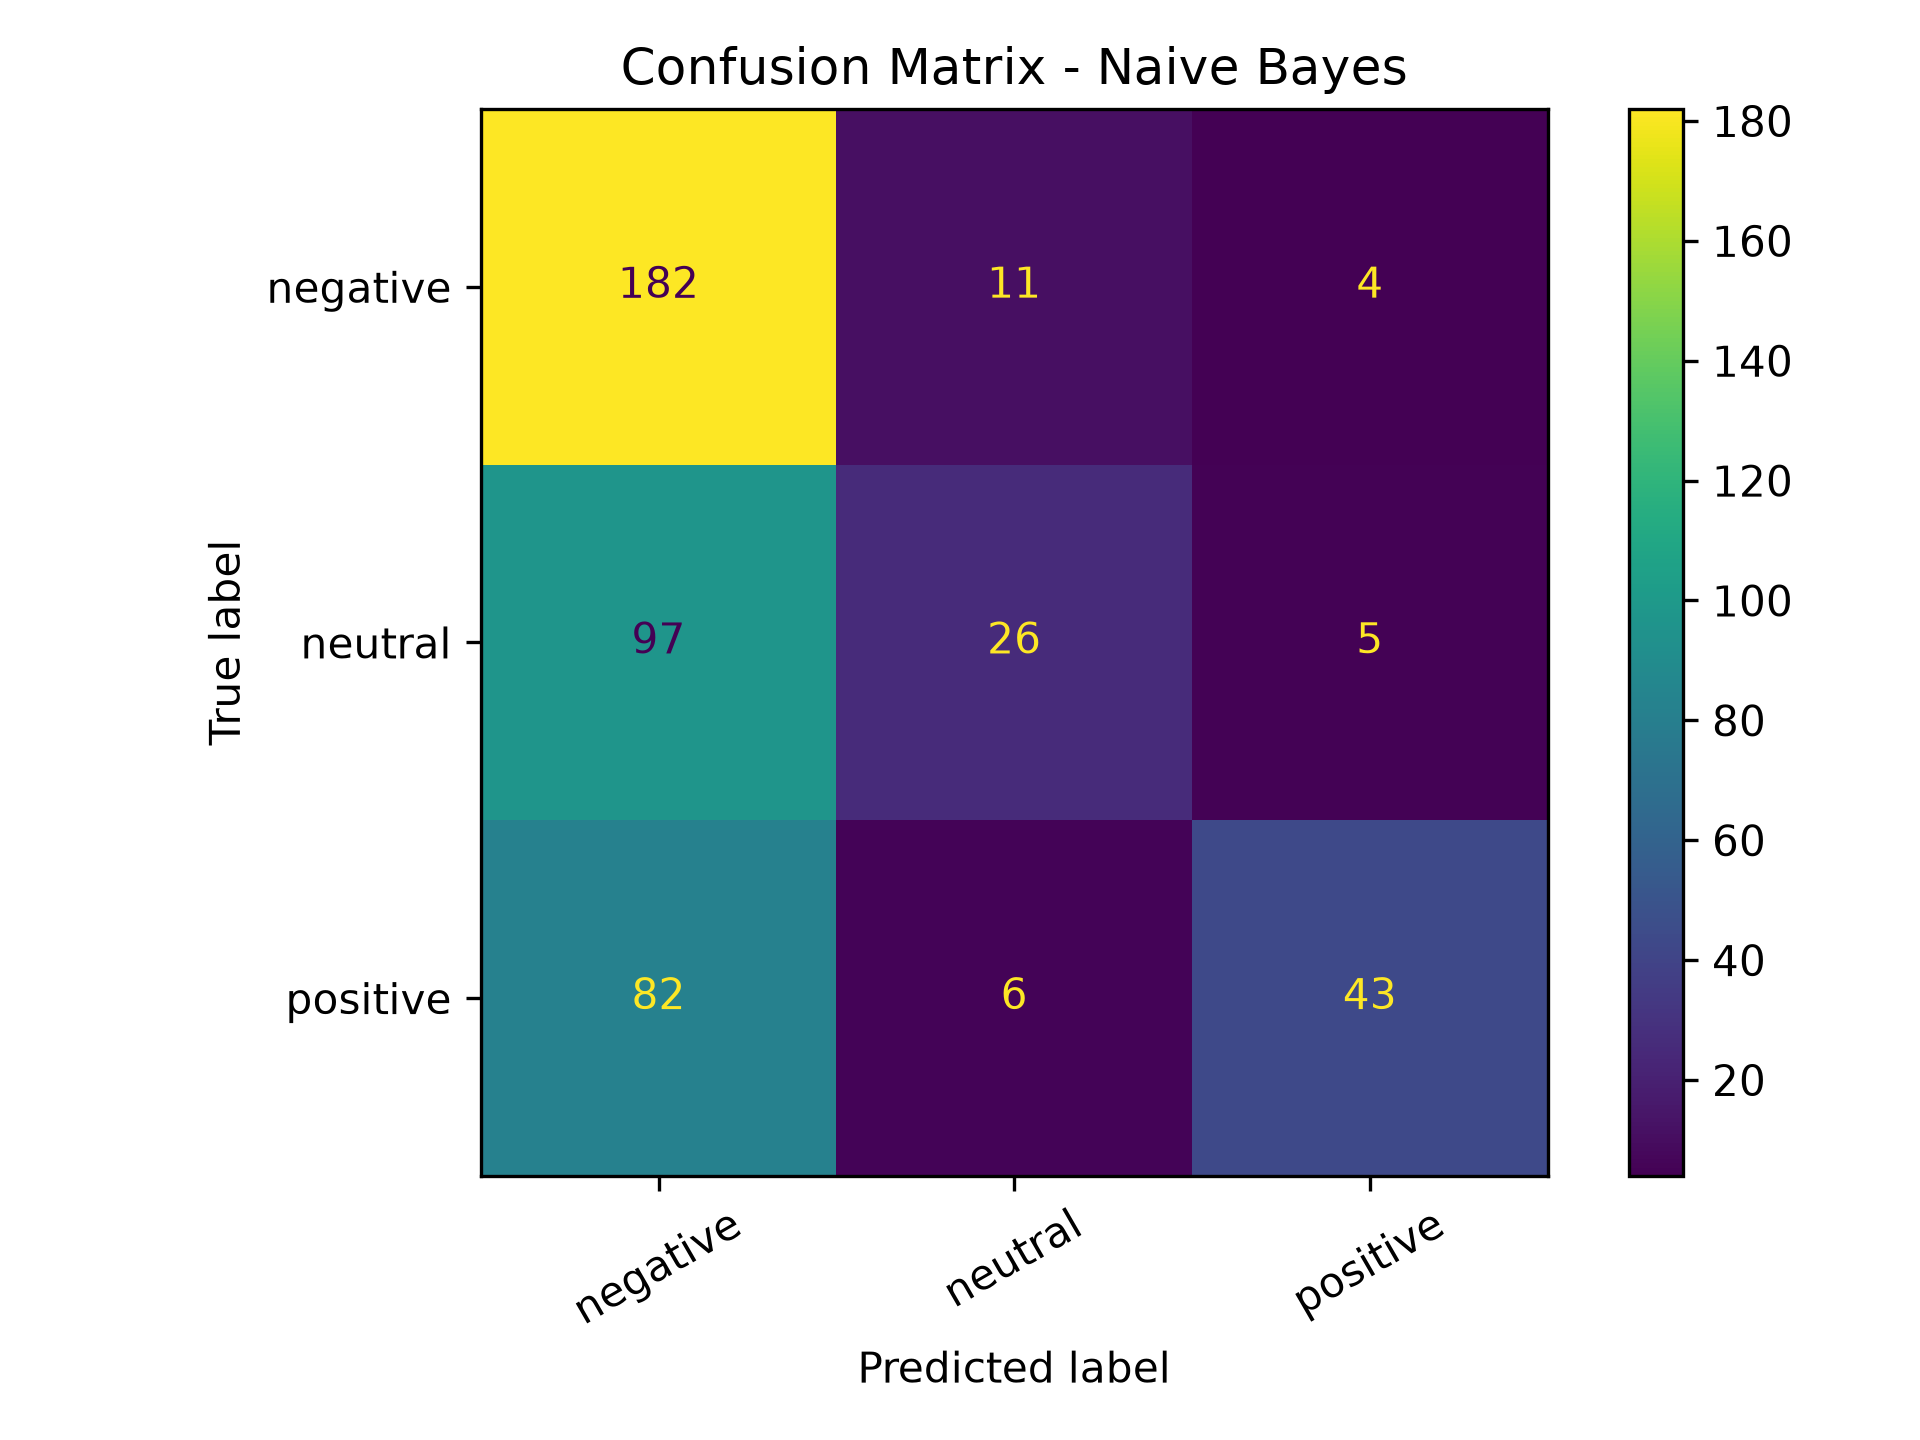 Confusion Matrix - Naive Bayes
True label
negative
neutral
positive
182 11 4
97 26 5
82 6 43
negative neutral positive
Predicted label
180
160
140
120
100
80
60
40
20